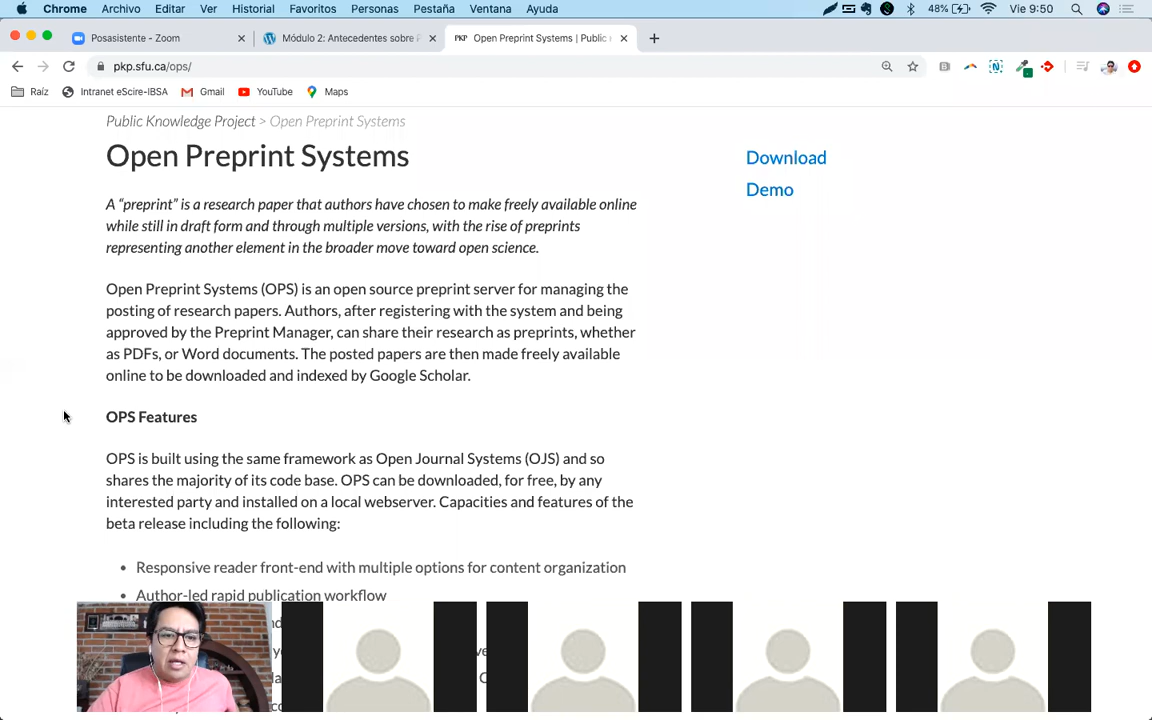 Chrome Archivo Editar Ver Historial Favoritos Personas Pestaña Ventana Ayuda 48% Vie 9:50
Posasistente - Zoom Módulo 2: Antecedentes sobre Open Preprint Systems | Public
pkp.sfu.ca/ops/
Raíz Intranet eScire-IBSA Gmail YouTube Maps
Public Knowledge Project > Open Preprint Systems
Open Preprint Systems
Download
Demo
A “preprint” is a research paper that authors have chosen to make freely available online
while still in draft form and through multiple versions, with the rise of preprints
representing another element in the broader move toward open science.
Open Preprint Systems (OPS) is an open source preprint server for managing the
posting of research papers. Authors, after registering with the system and being
approved by the Preprint Manager, can share their research as preprints, whether
as PDFs, or Word documents. The posted papers are then made freely available
online to be downloaded and indexed by Google Scholar.
OPS Features
OPS is built using the same framework as Open Journal Systems (OJS) and so
shares the majority of its code base. OPS can be downloaded, for free, by any
interested party and installed on a local webserver. Capacities and features of the
beta release including the following:
• Responsive reader front-end with multiple options for content organization
• Author-led rapid publication workflow